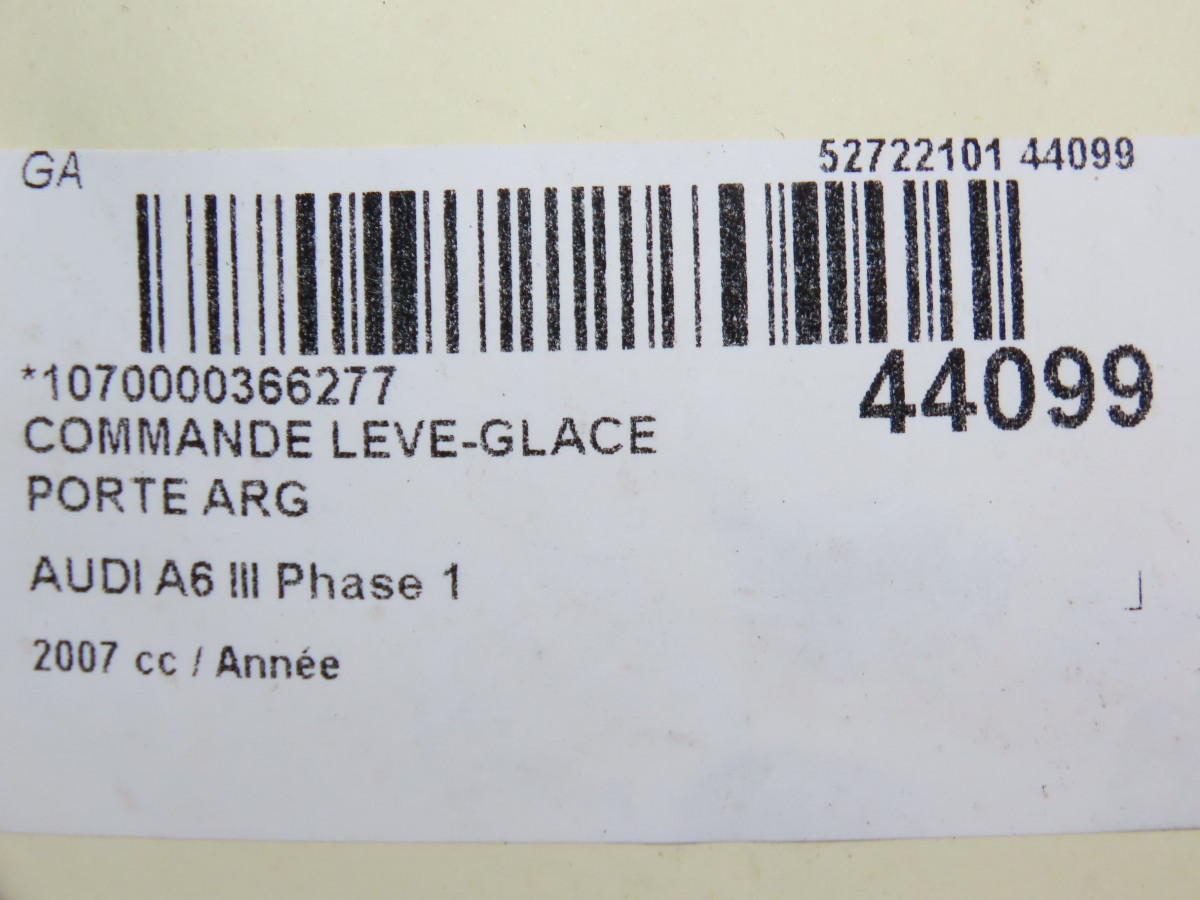 GA
52722101 44099
*1070000366277
44099
COMMANDE LEVE-GLACE
PORTE ARG
AUDI A6 III Phase 1
2007 cc / Année